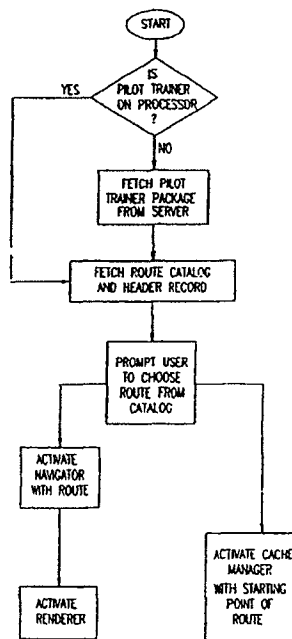 START
IS
PILOT TRAINER
ON PROCESSOR
?
YES
NO
FETCH PILOT
TRAINER PACKAGE
FROM SERVER
FETCH ROUTE CATALOG
AND HEADER RECORD
PROMPT USER
TO CHOOSE
ROUTE FROM
CATALOG
ACTIVATE
NAVIGATOR
WITH ROUTE
ACTIVATE
RENDERER
ACTIVATE CACHE
MANAGER
WITH STARTING
POINT OF
ROUTE